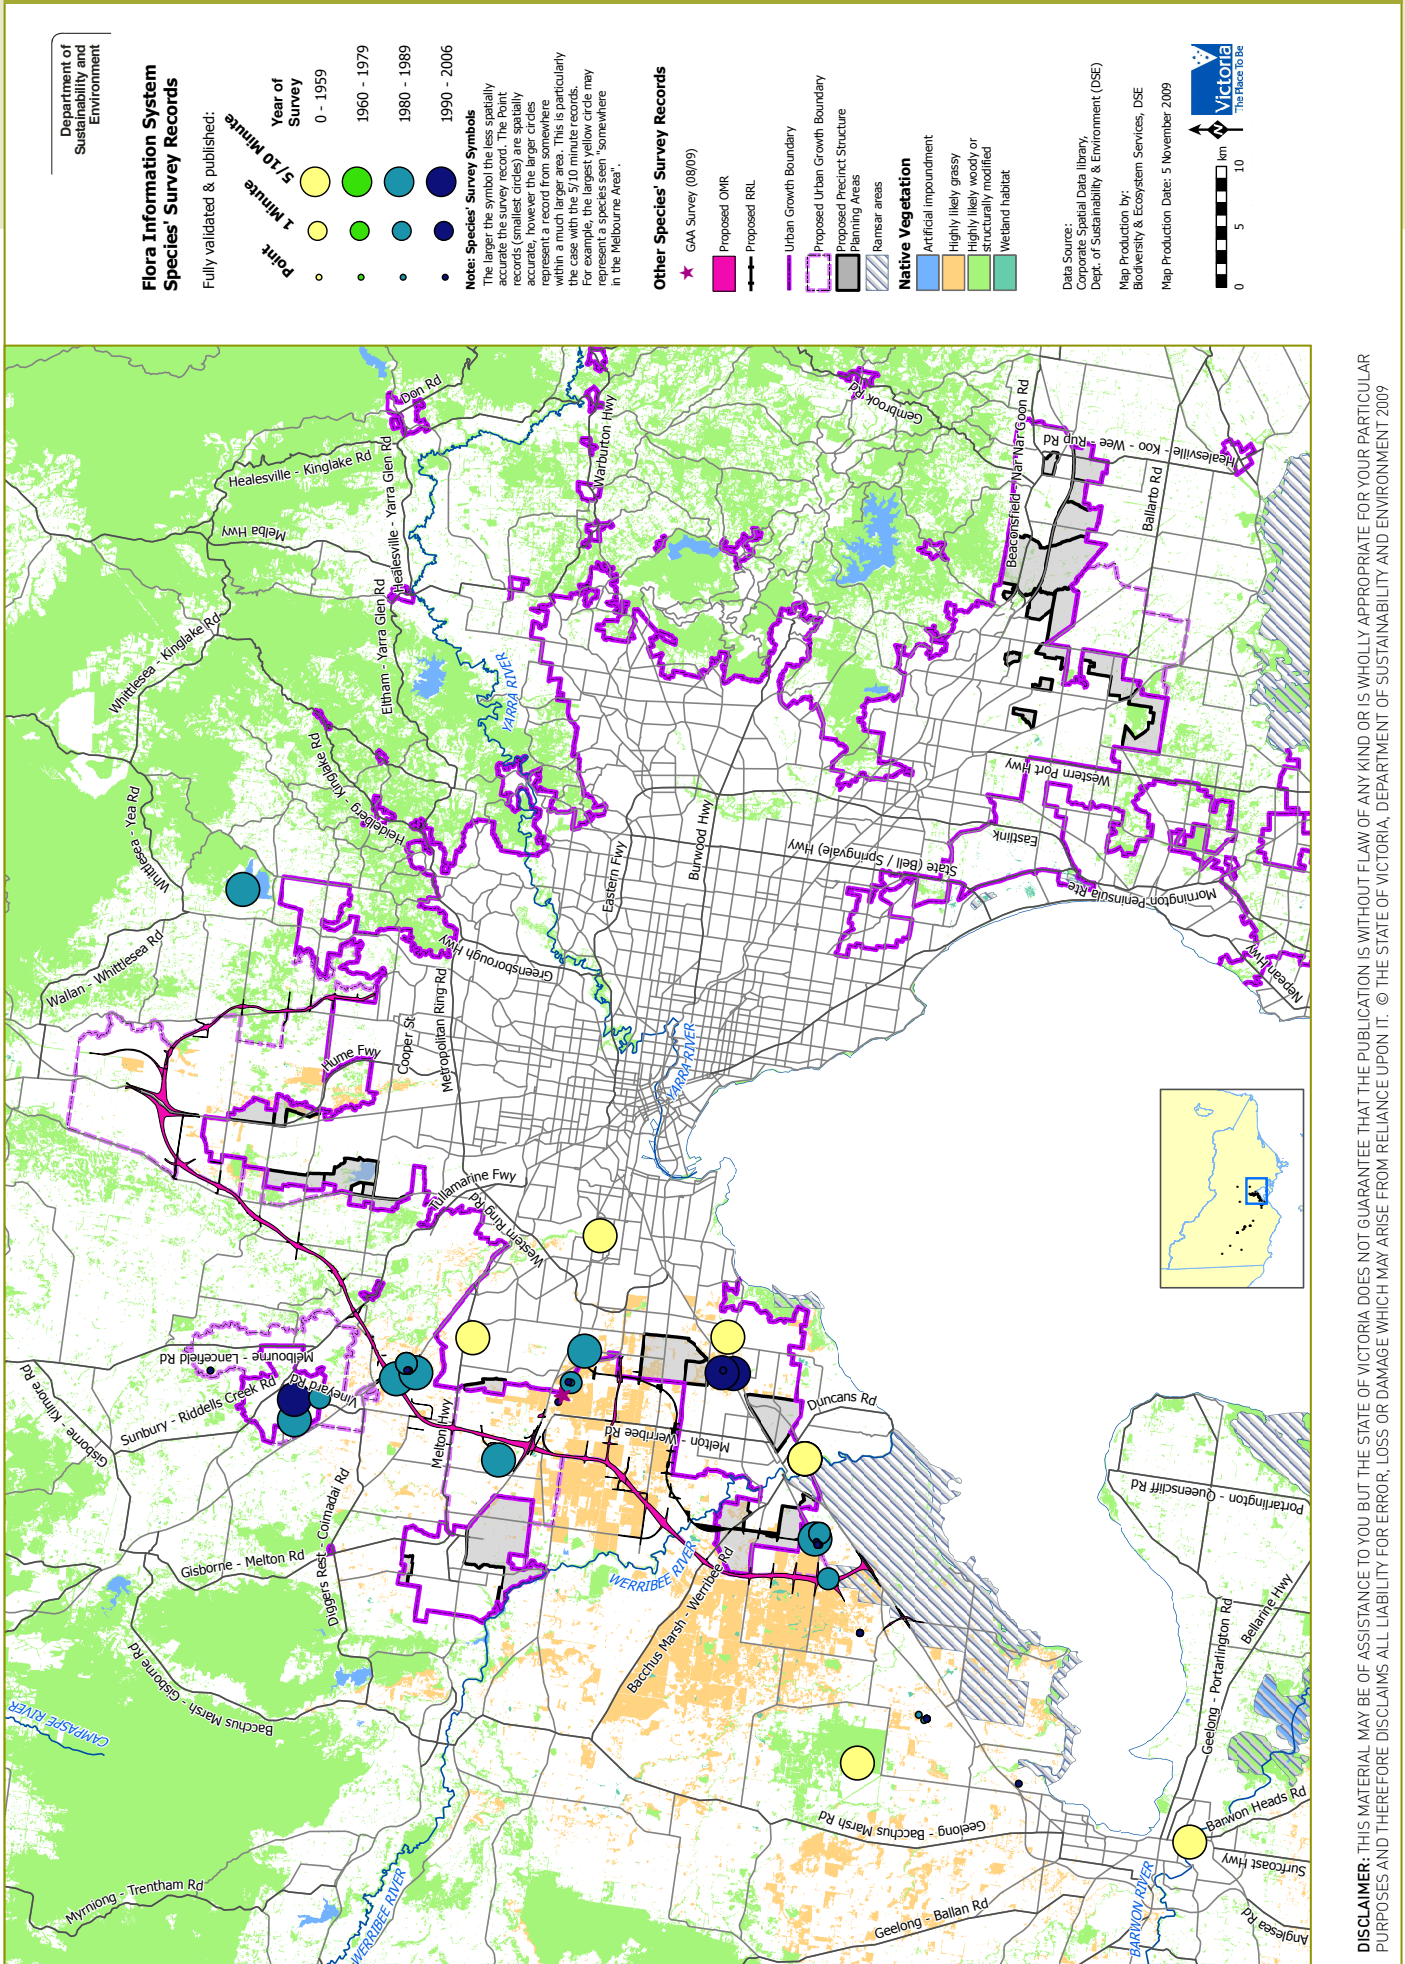 Department of
Sustainability and
Environment
Flora Information System
Species' Survey Records
Fully validated & published:
Point
1 Minute
5/10 Minute
Year of
Survey
0 - 1959
1960 - 1979
1980 - 1989
1990 - 2006
Note: Species' Survey Symbols
The larger the symbol the less spatially
accurate the survey record. The Point
records (smallest circles) are spatially
accurate, however the larger circles
represent a record from somewhere
within a much larger area. This is particularly
the case with the 5/10 minute records.
For example, the largest yellow circle may
represent a species seen "somewhere
in the Melbourne Area".
Other Species' Survey Records
GAA Survey (08/09)
Proposed OMR
Proposed RRL
Urban Growth Boundary
Proposed Urban Growth Boundary
Proposed Precinct Structure
Planning Areas
Ramsar areas
Native Vegetation
Artificial impoundment
Highly likely grassy
Highly likely woody or
structurally modified
Wetland habitat
Data Source:
Corporate Spatial Data library,
Dept. of Sustainability & Environment (DSE)
Map Production by:
Biodiversity & Ecosystem Services, DSE
Map Production Date: 5 November 2009
N
km
0
5
10
Victoria
The Place To Be
Don Rd
Healesville - Kinglake Rd
Melba Hwy
Healesville - Yarra Glen Rd
Eltham - Yarra Glen Rd
Warburton Hwy
Gembrook Rd
Beaconsfield - Nar Nar Goon Rd
Healesville - Koo - Wee - Rup Rd
Ballarto Rd
Whittlesea - Kinglake Rd
Heidelberg - Kinglake Rd
YARRA RIVER
Whittlesea - Yea Rd
Western Port Hwy
Eastlink
State (Bell / Springvale) Hwy
Burwood Hwy
Eastern Fwy
Mornington-Peninsula Rte
Nepean Hwy
Wallan - Whittlesea Rd
Greensborough Hwy
Metropolitan Ring Rd
Cooper St
Hume Fwy
YARRA RIVER
Tullamarine Fwy
Western Ring Rd
Melbourne - Lancefield Rd
Vineyard Rd
Sunbury - Riddells Creek Rd
Gisborne - Kilmore Rd
Melton Hwy
Melton - Werribee Rd
Duncans Rd
Diggers Rest - Coimadai Rd
Gisborne - Melton Rd
WERRIBEE RIVER
Bacchus Marsh - Werribee Rd
Bacchus Marsh - Gisborne Rd
CAMPASPE RIVER
Portarlington - Queenscliff Rd
Geelong - Portarlington Rd
Bellarine Hwy
Geelong - Bacchus Marsh Rd
Barwon Heads Rd
Surfcoast Hwy
Anglesea Rd
BARWON RIVER
Geelong - Ballan Rd
Myrniong - Trentham Rd
WERRIBEE RIVER
DISCLAIMER: THIS MATERIAL MAY BE OF ASSISTANCE TO YOU BUT THE STATE OF VICTORIA DOES NOT GUARANTEE THAT THE PUBLICATION IS WITHOUT FLAW OF ANY KIND OR IS WHOLLY APPROPRIATE FOR YOUR PARTICULAR
PURPOSES AND THEREFORE DISCLAIMS ALL LIABILITY FOR ERROR, LOSS OR DAMAGE WHICH MAY ARISE FROM RELIANCE UPON IT. © THE STATE OF VICTORIA, DEPARTMENT OF SUSTAINABILITY AND ENVIRONMENT 2009